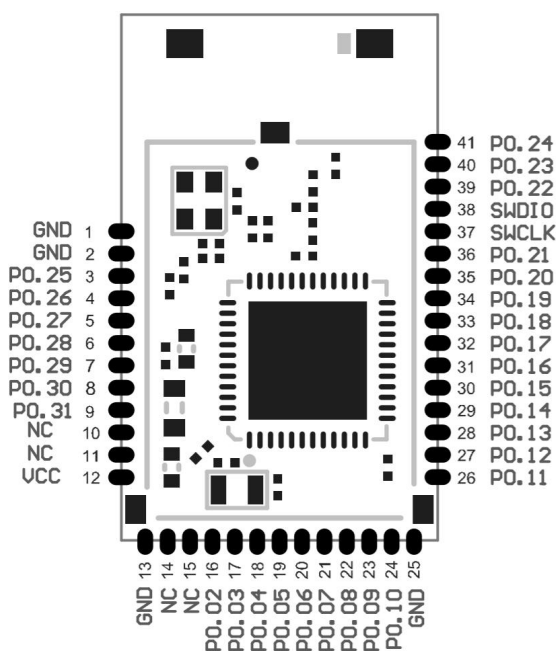 GND 1
GND 2
P0.25 3
P0.26 4
P0.27 5
P0.28 6
P0.29 7
P0.30 8
P0.31 9
NC 10
NC 11
VCC 12
41 P0.24
40 P0.23
39 P0.22
38 SWDIO
37 SWCLK
36 P0.21
35 P0.20
34 P0.19
33 P0.18
32 P0.17
31 P0.16
30 P0.15
29 P0.14
28 P0.13
27 P0.12
26 P0.11
GND 13
NC 14
NC 15
P0.02 16
P0.03 17
P0.04 18
P0.05 19
P0.06 20
P0.07 21
P0.08 22
P0.09 23
P0.10 24
GND 25